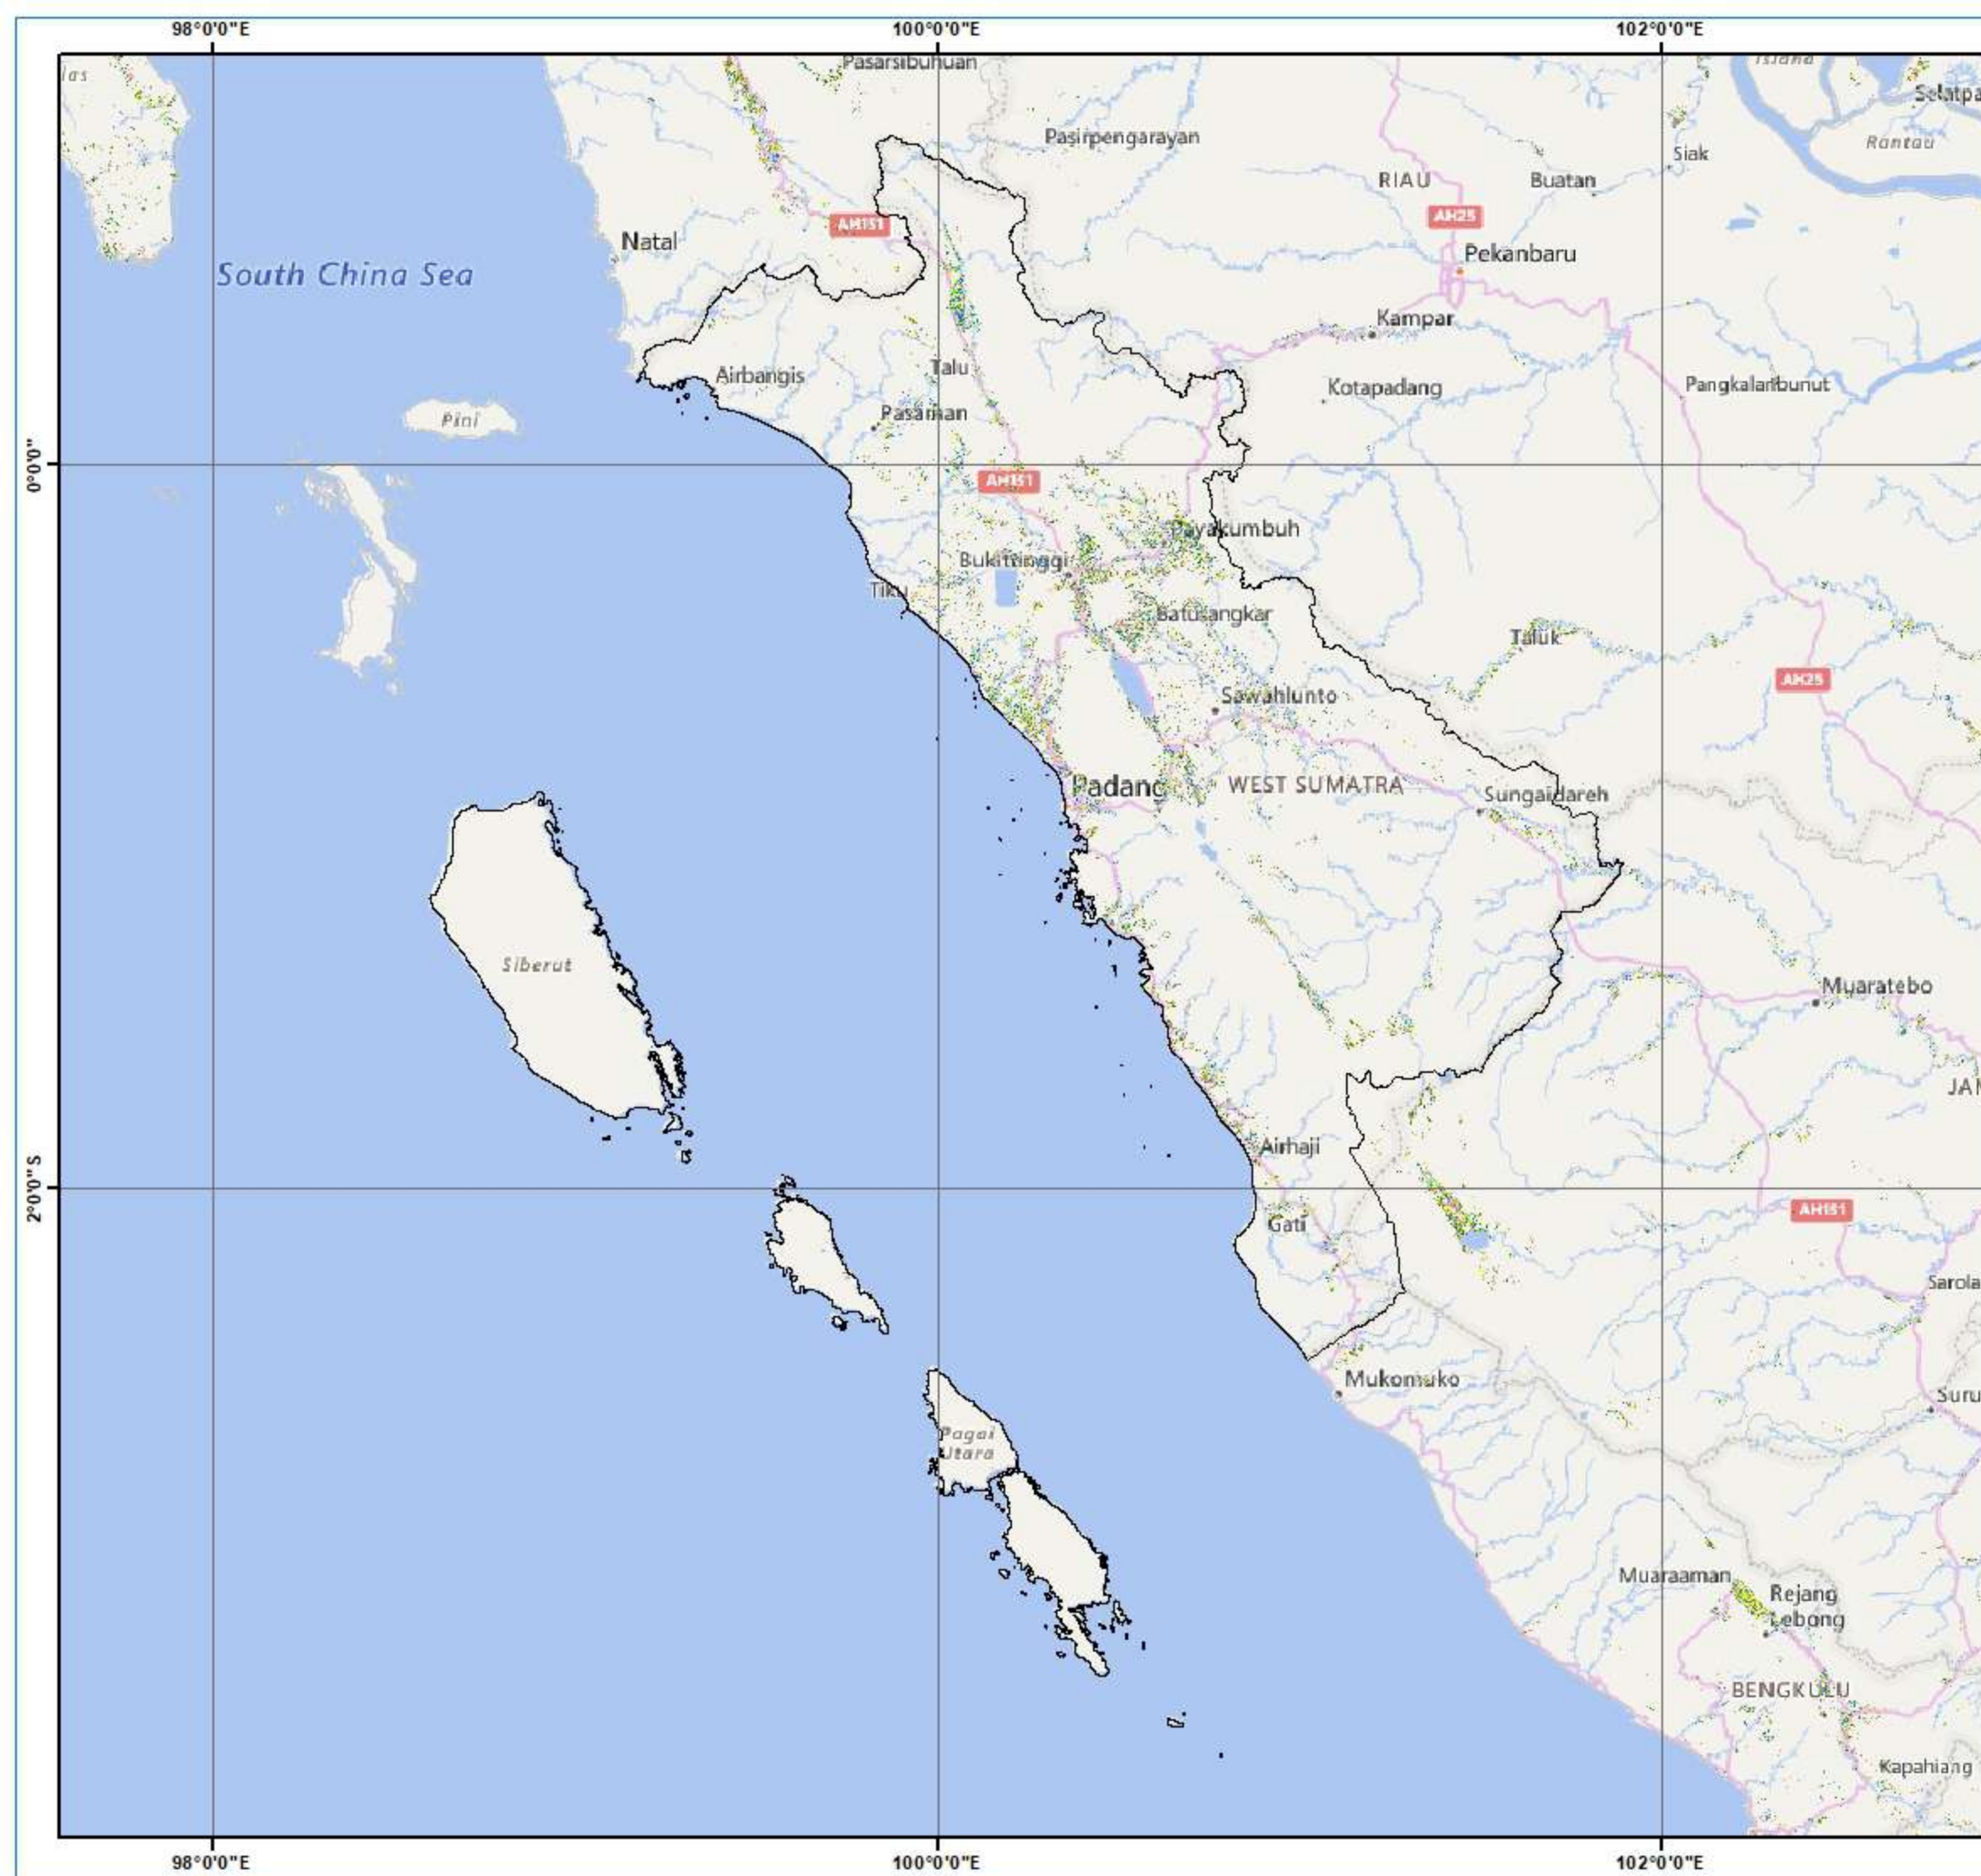 98°0'0"E
100°0'0"E
102°0'0"E
Pasarsibuhuan
Pasirpengarayan
Siak
Rantau
RIAU
Buatan
AH151
AH25
Natal
Pekanbaru
South China Sea
Kampar
Airbangis
Talu
Kotapadang
Pangkalanbunut
Pini
Pasaman
0°0'0"
AH151
Payakumbuh
Bukittinggi
Tiku
Batusangkar
Taluk
AH25
Sawahlunto
Padang
WEST SUMATRA
Sungaidareh
Siberut
Muaratebo
Airhaji
2°0'0"S
AH151
Gati
Sarola
Mukomuko
Suru
Pagai
Utara
Muaraaman
Rejang
Lebong
BENGKULU
Kapahiang
98°0'0"E
100°0'0"E
102°0'0"E